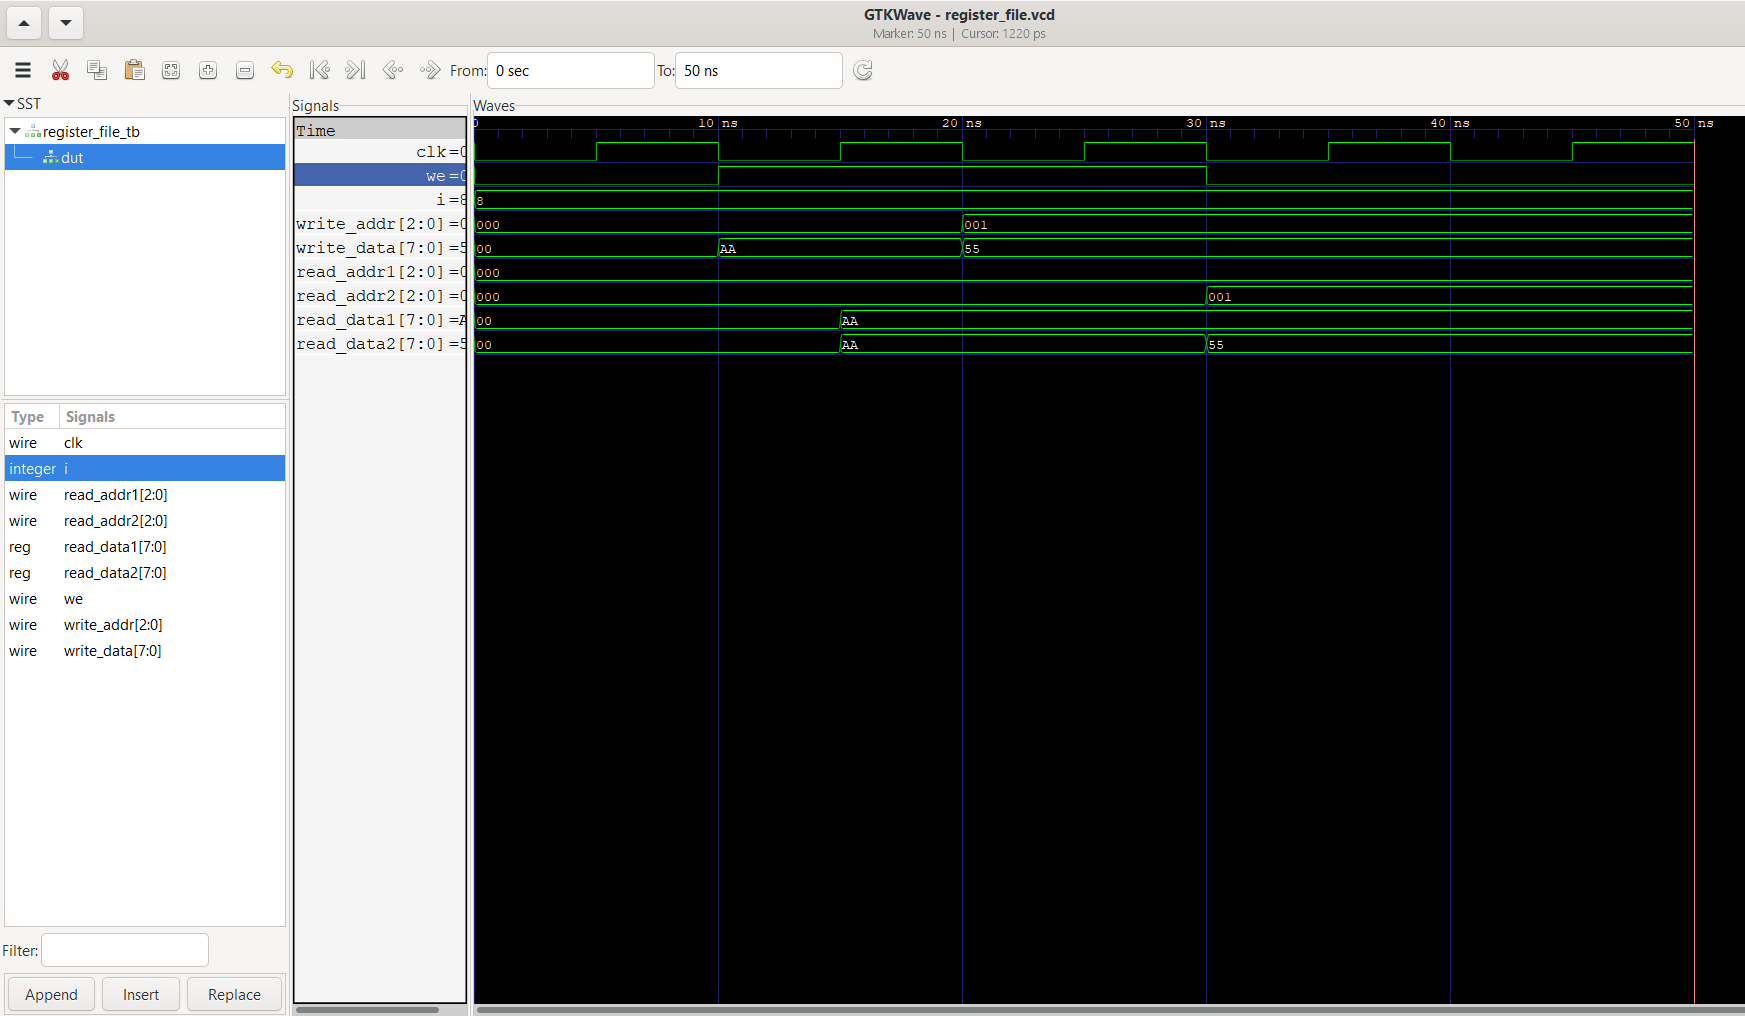 GTKWave - register_file.vcd
Marker: 50 ns | Cursor: 1220 ps
From: 0 sec To: 50 ns
SST
register_file_tb
dut
Type Signals
wire clk
integer i
wire read_addr1[2:0]
wire read_addr2[2:0]
reg read_data1[7:0]
reg read_data2[7:0]
wire we
wire write_addr[2:0]
wire write_data[7:0]
Filter:
Append Insert Replace
Signals
Time
clk =0
we =0
i =8
write_addr[2:0] =0
write_data[7:0] =5
read_addr1[2:0] =0
read_addr2[2:0] =0
read_data1[7:0] =A
read_data2[7:0] =5
Waves
0 10 ns 20 ns 30 ns 40 ns 50 ns
8
000 001
00 AA 55
000
000 001
00 AA
00 AA 55